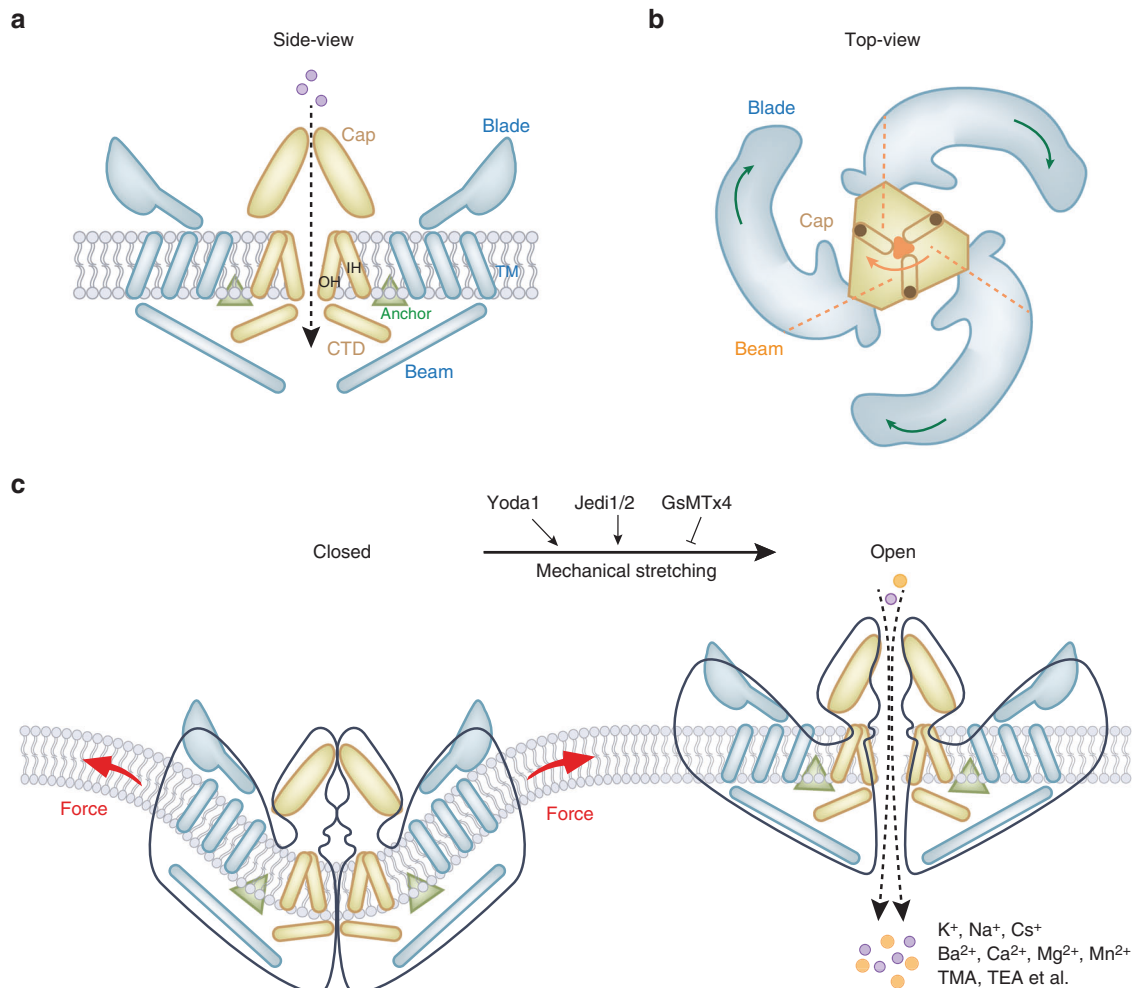 a
Side-view
Cap
Blade
OH
IH
TM
Anchor
CTD
Beam
b
Top-view
Blade
Cap
Beam
c
Yoda1
Jedi1/2
GsMTx4
Closed
Mechanical stretching
Open
Force
Force
K⁺, Na⁺, Cs⁺
Ba²⁺, Ca²⁺, Mg²⁺, Mn²⁺
TMA, TEA et al.